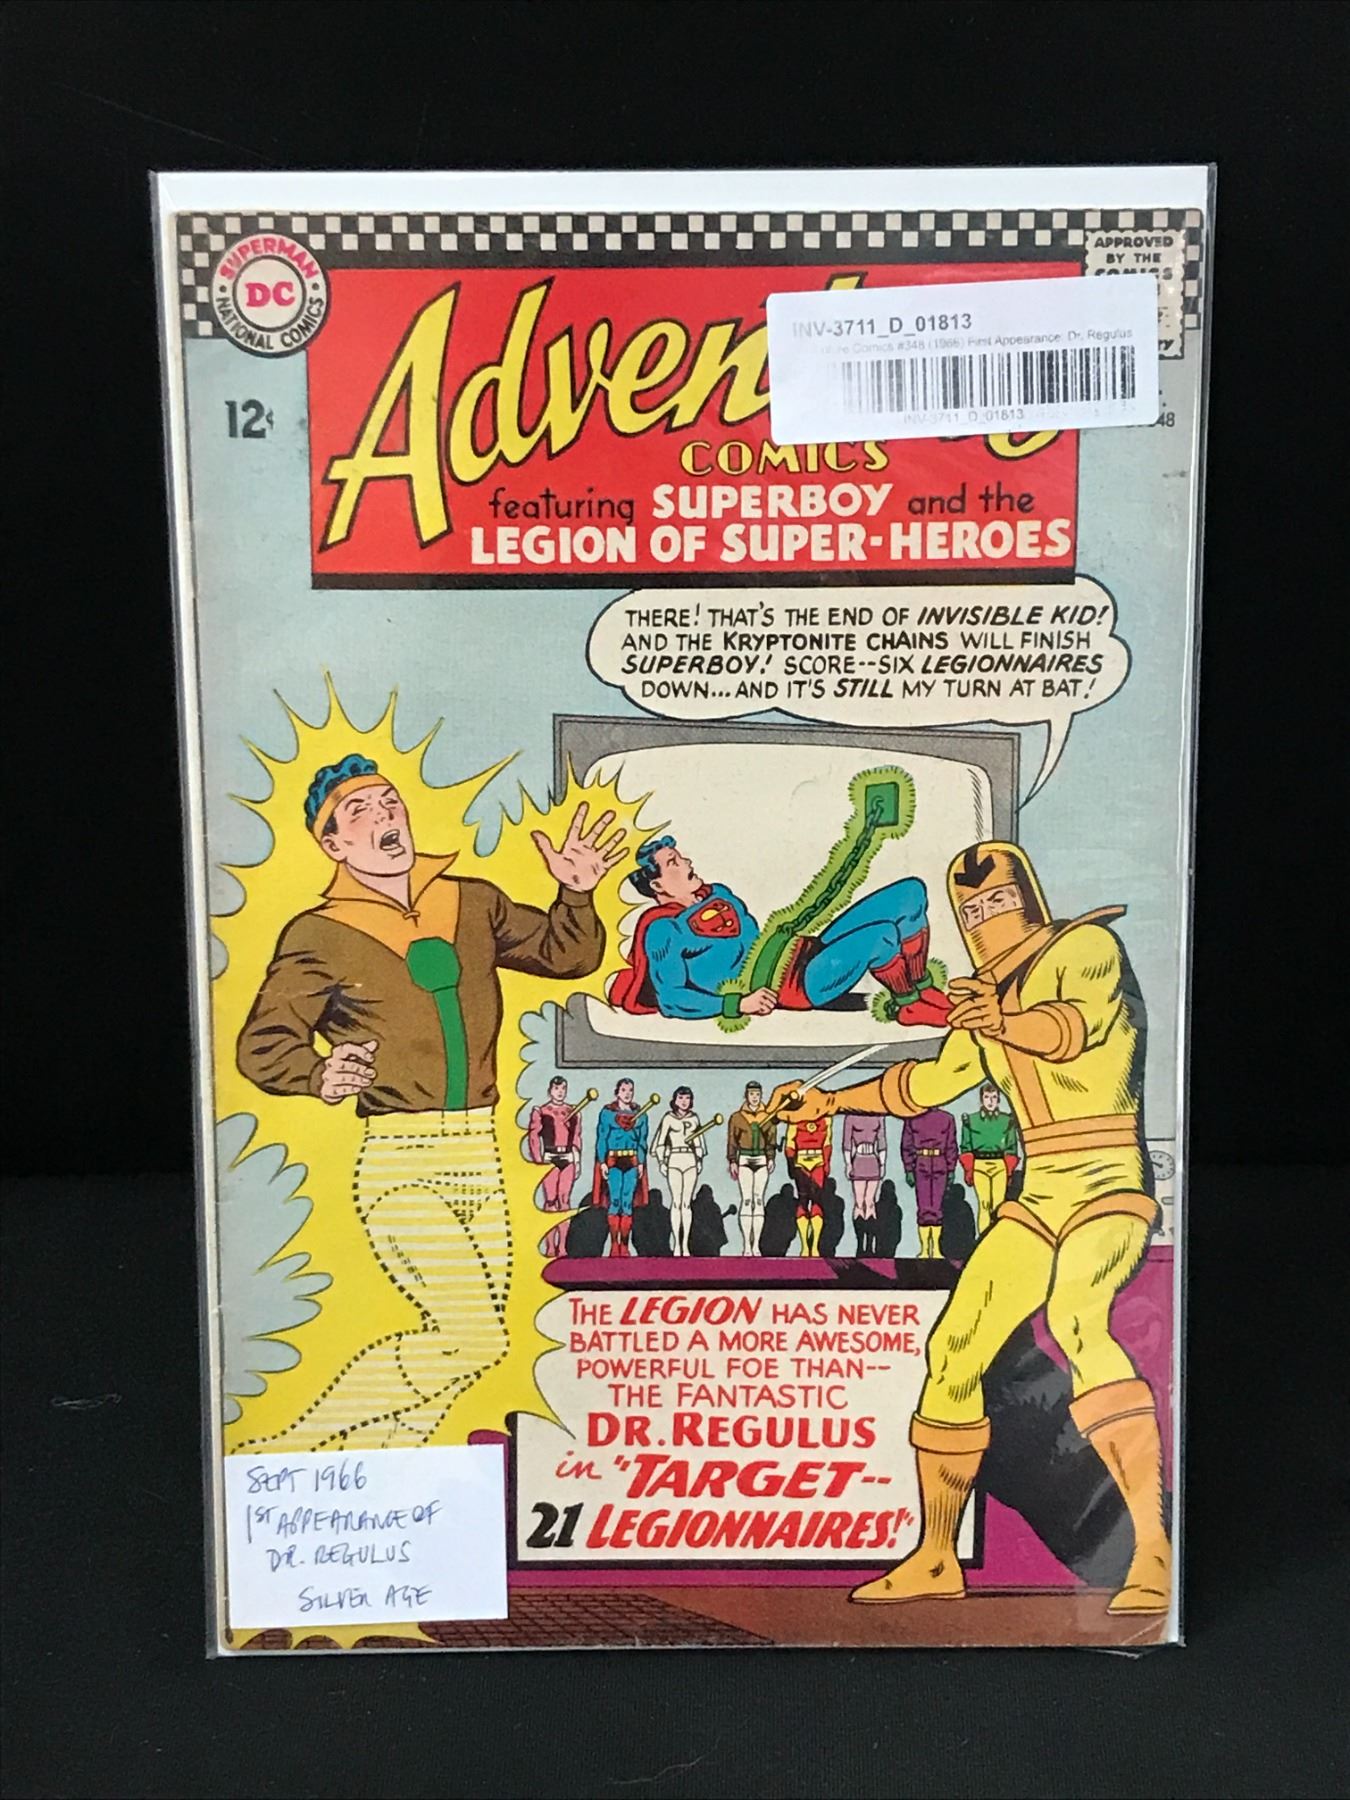 SUPERMAN
DC
NATIONAL COMICS
APPROVED
BY THE
COMICS
INV-3711_D_01813
Comics #348 (1966) First Appearance: Dr. Regulus
INV-3711_D_01813
12¢
48
Adven
COMICS
featuring SUPERBOY and the
LEGION OF SUPER-HEROES
THERE! THAT'S THE END OF INVISIBLE KID!
AND THE KRYPTONITE CHAINS WILL FINISH
SUPERBOY! SCORE--SIX LEGIONNAIRES
DOWN...AND IT'S STILL MY TURN AT BAT!
THE LEGION HAS NEVER
BATTLED A MORE AWESOME,
POWERFUL FOE THAN--
THE FANTASTIC
DR. REGULUS
in "TARGET--
21 LEGIONNAIRES!"
SEPT 1966
1ST APPEARANCE OF
DR. REGULUS
SILVER AGE